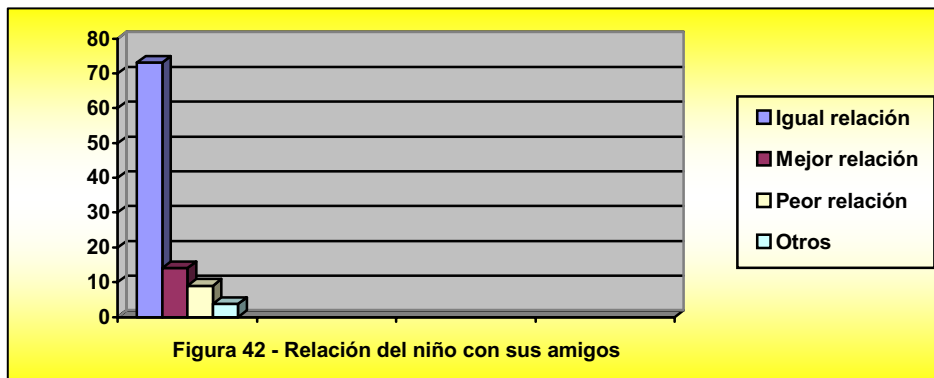 80
70
60
50
40
30
20
10
0
Igual relación
Mejor relación
Peor relación
Otros
Figura 42 - Relación del niño con sus amigos